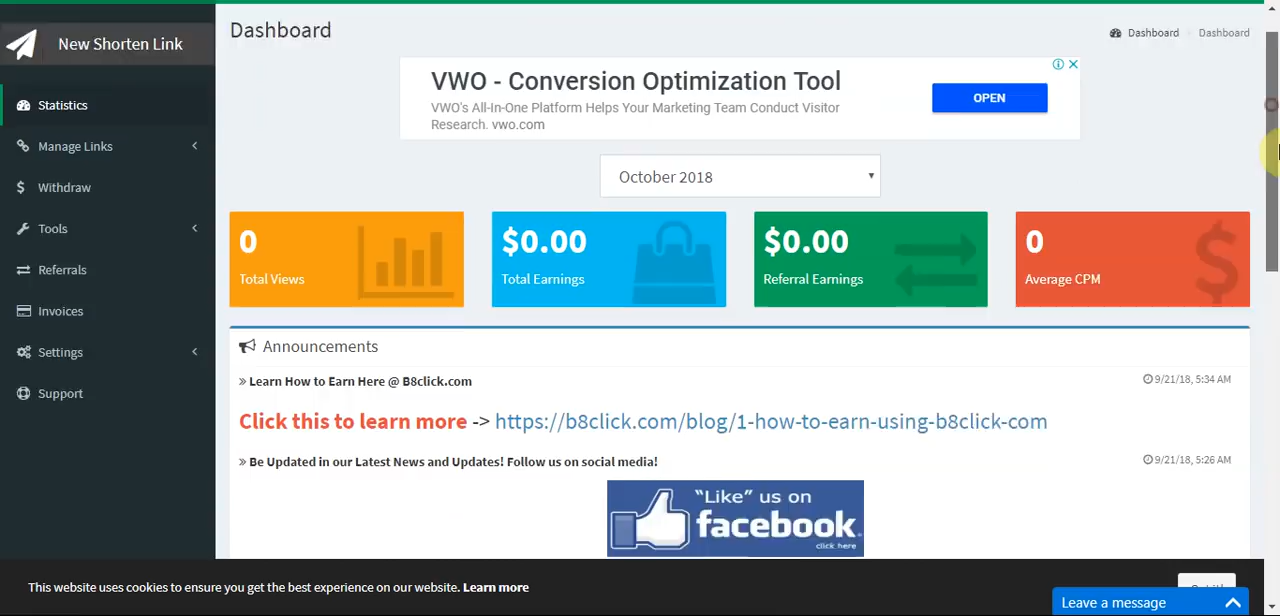 New Shorten Link
Statistics
Manage Links
Withdraw
Tools
Referrals
Invoices
Settings
Support
Dashboard
Dashboard
Dashboard
VWO - Conversion Optimization Tool
VWO's All-In-One Platform Helps Your Marketing Team Conduct Visitor
Research. vwo.com
OPEN
October 2018
0
Total Views
$0.00
Total Earnings
$0.00
Referral Earnings
0
Average CPM
Announcements
» Learn How to Earn Here @ B8click.com
9/21/18, 5:34 AM
Click this to learn more -> https://b8click.com/blog/1-how-to-earn-using-b8click-com
» Be Updated in our Latest News and Updates! Follow us on social media!
9/21/18, 5:26 AM
"Like" us on
facebook.
click here
This website uses cookies to ensure you get the best experience on our website. Learn more
Leave a message